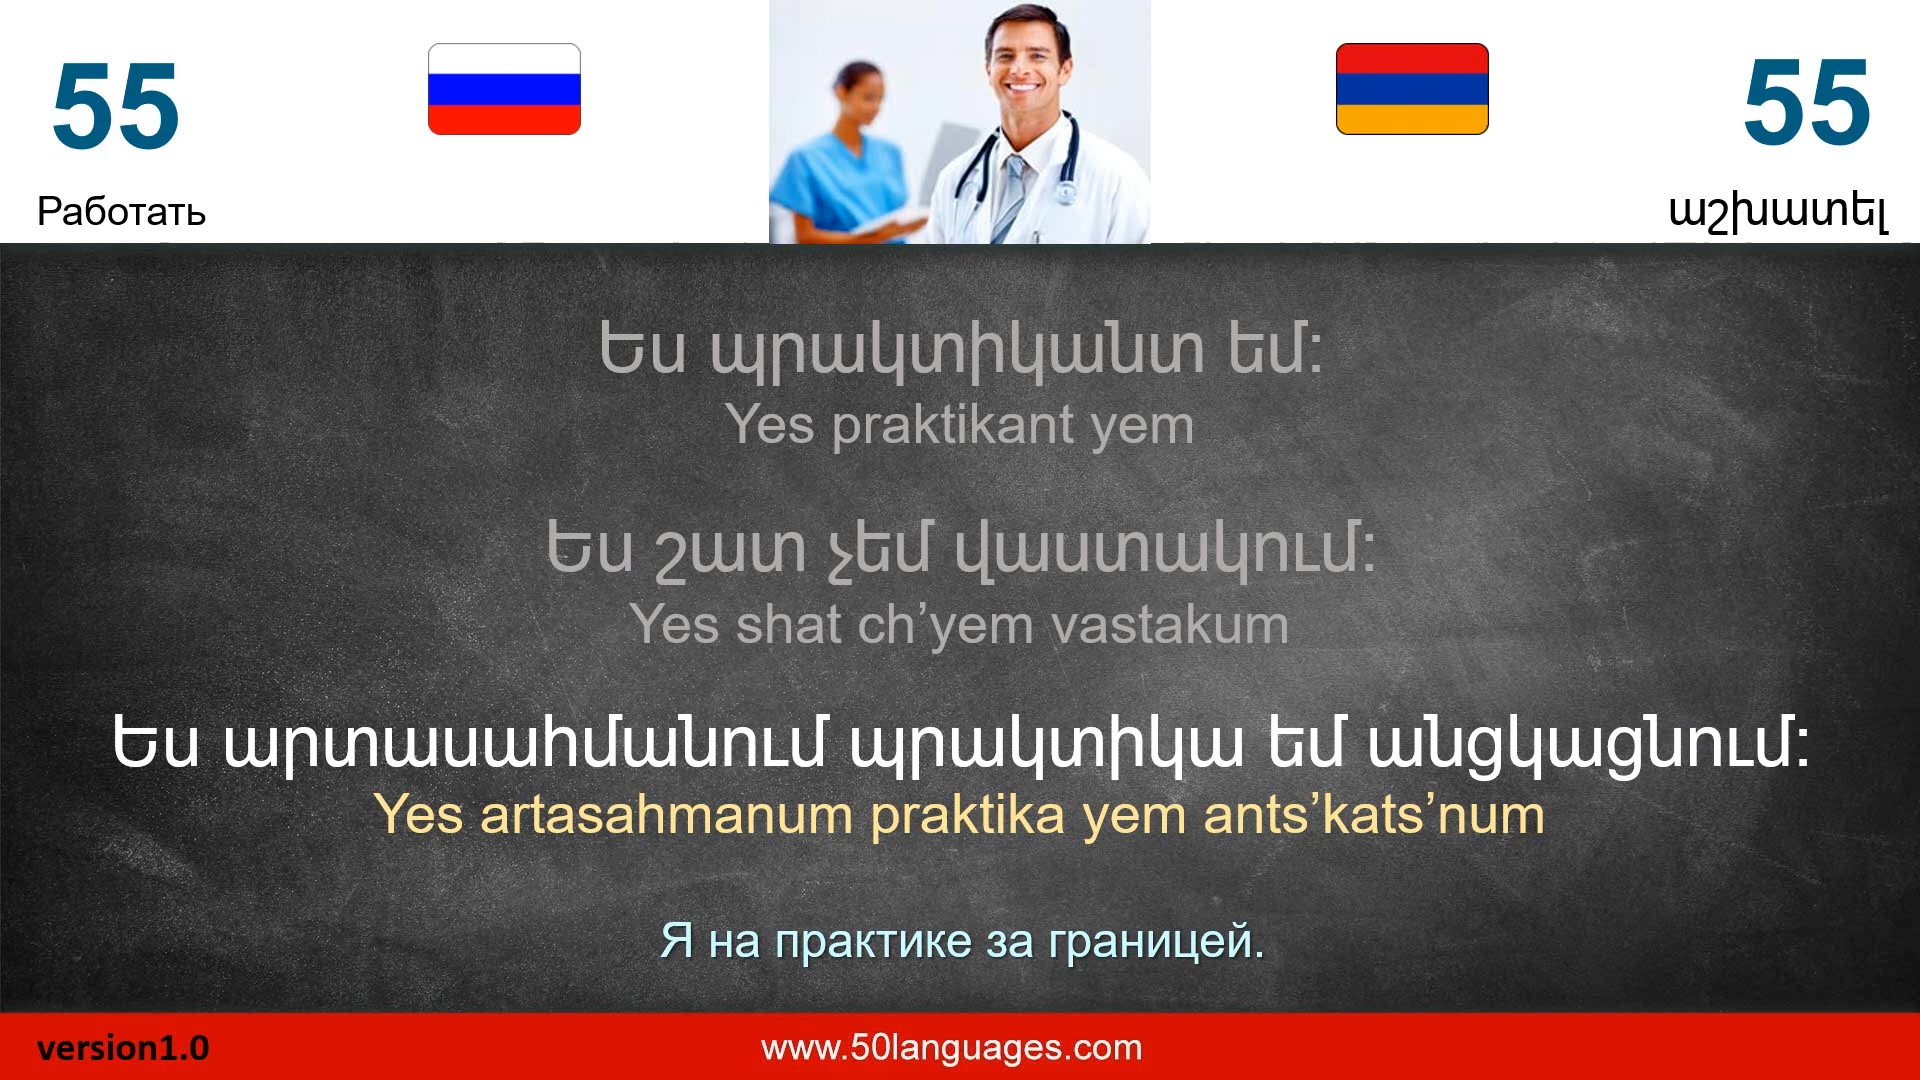 55
55
Работать
աշխատել
Ես պրակտիկանտ եմ:
Yes praktikant yem
Ես շատ չեմ վաստակում:
Yes shat ch’yem vastakum
Ես արտասահմանում պրակտիկա եմ անցկացնում:
Yes artasahmanum praktika yem ants’kats’num
Я на практике за границей.
version1.0
www.50languages.com